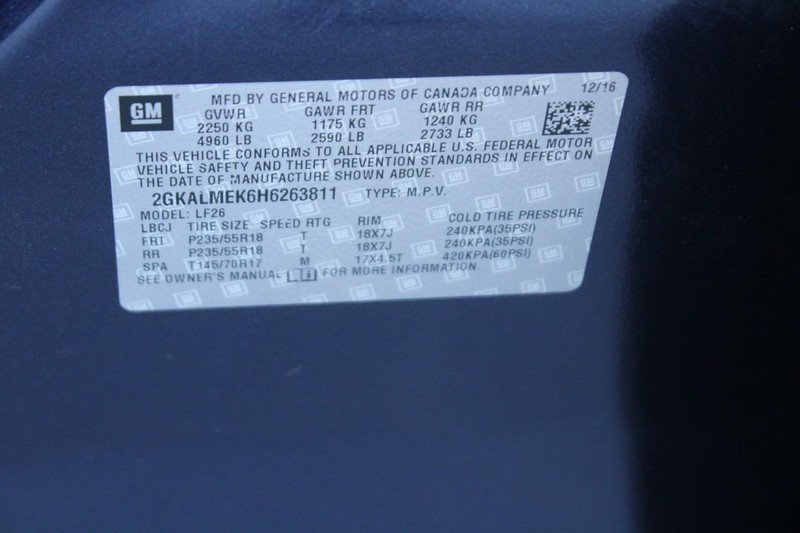 GM MFD BY GENERAL MOTORS OF CANADA COMPANY 12/16
GVWR GAWR FRT GAWR RR
2250 KG 1175 KG 1240 KG
4960 LB 2590 LB 2733 LB
THIS VEHICLE CONFORMS TO ALL APPLICABLE U.S. FEDERAL MOTOR
VEHICLE SAFETY AND THEFT PREVENTION STANDARDS IN EFFECT ON
THE DATE OF MANUFACTURE SHOWN ABOVE.
2GKALMEK6H6263811 TYPE: M.P.V.
MODEL: LF26
LBCJ TIRE SIZE SPEED RTG RIM COLD TIRE PRESSURE
FRT P235/55R18 T 18X7J 240KPA(35PSI)
RR P235/55R18 T 18X7J 240KPA(35PSI)
SPA T145/70R17 M 17X4.5T 420KPA(60PSI)
SEE OWNER'S MANUAL FOR MORE INFORMATION.